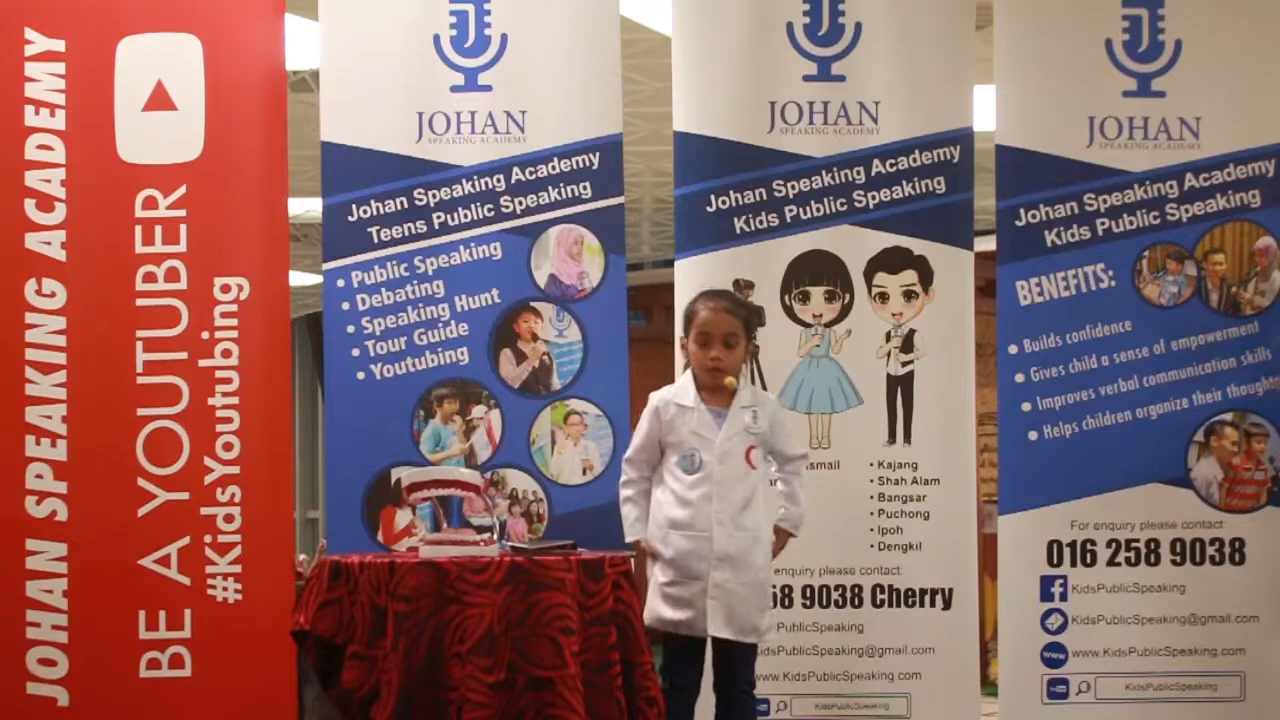 JOHAN SPEAKING ACADEMY
BE A YOUTUBER
#KidsYoutubing
JOHAN
SPEAKING ACADEMY
Johan Speaking Academy
Teens Public Speaking
• Public Speaking
• Debating
• Speaking Hunt
• Tour Guide
• Youtubing
JOHAN
SPEAKING ACADEMY
Johan Speaking Academy
Kids Public Speaking
• Kajang
• Shah Alam
• Bangsar
• Puchong
• Ipoh
• Dengkil
enquiry please contact:
58 9038 Cherry
PublicSpeaking
KidsPublicSpeaking@gmail.com
www.KidsPublicSpeaking.com
KidsPublicSpeaking
JOHAN
SPEAKING ACADEMY
Johan Speaking Academy
Kids Public Speaking
BENEFITS:
• Builds confidence
• Gives child a sense of empowerment
• Improves verbal communication skills
• Helps children organize their thoughts
For enquiry please contact:
016 258 9038
KidsPublicSpeaking
KidsPublicSpeaking@gmail.com
www www.KidsPublicSpeaking.com
KidsPublicSpeaking